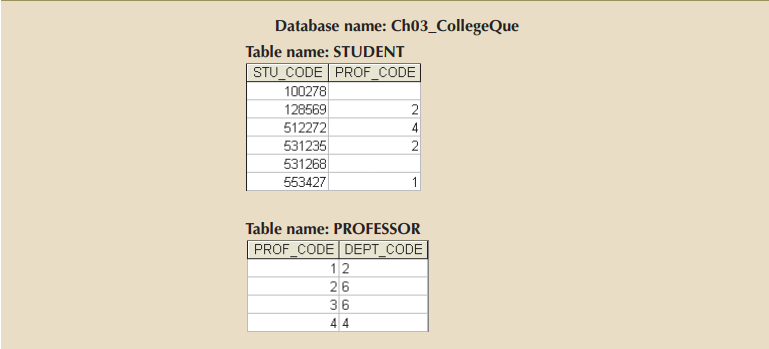 Database name: Ch03_CollegeQue
Table name: STUDENT
STU_CODE PROF_CODE
100278
128569 2
512272 4
531235 2
531268
553427 1
Table name: PROFESSOR
PROF_CODE DEPT_CODE
1 2
2 6
3 6
4 4